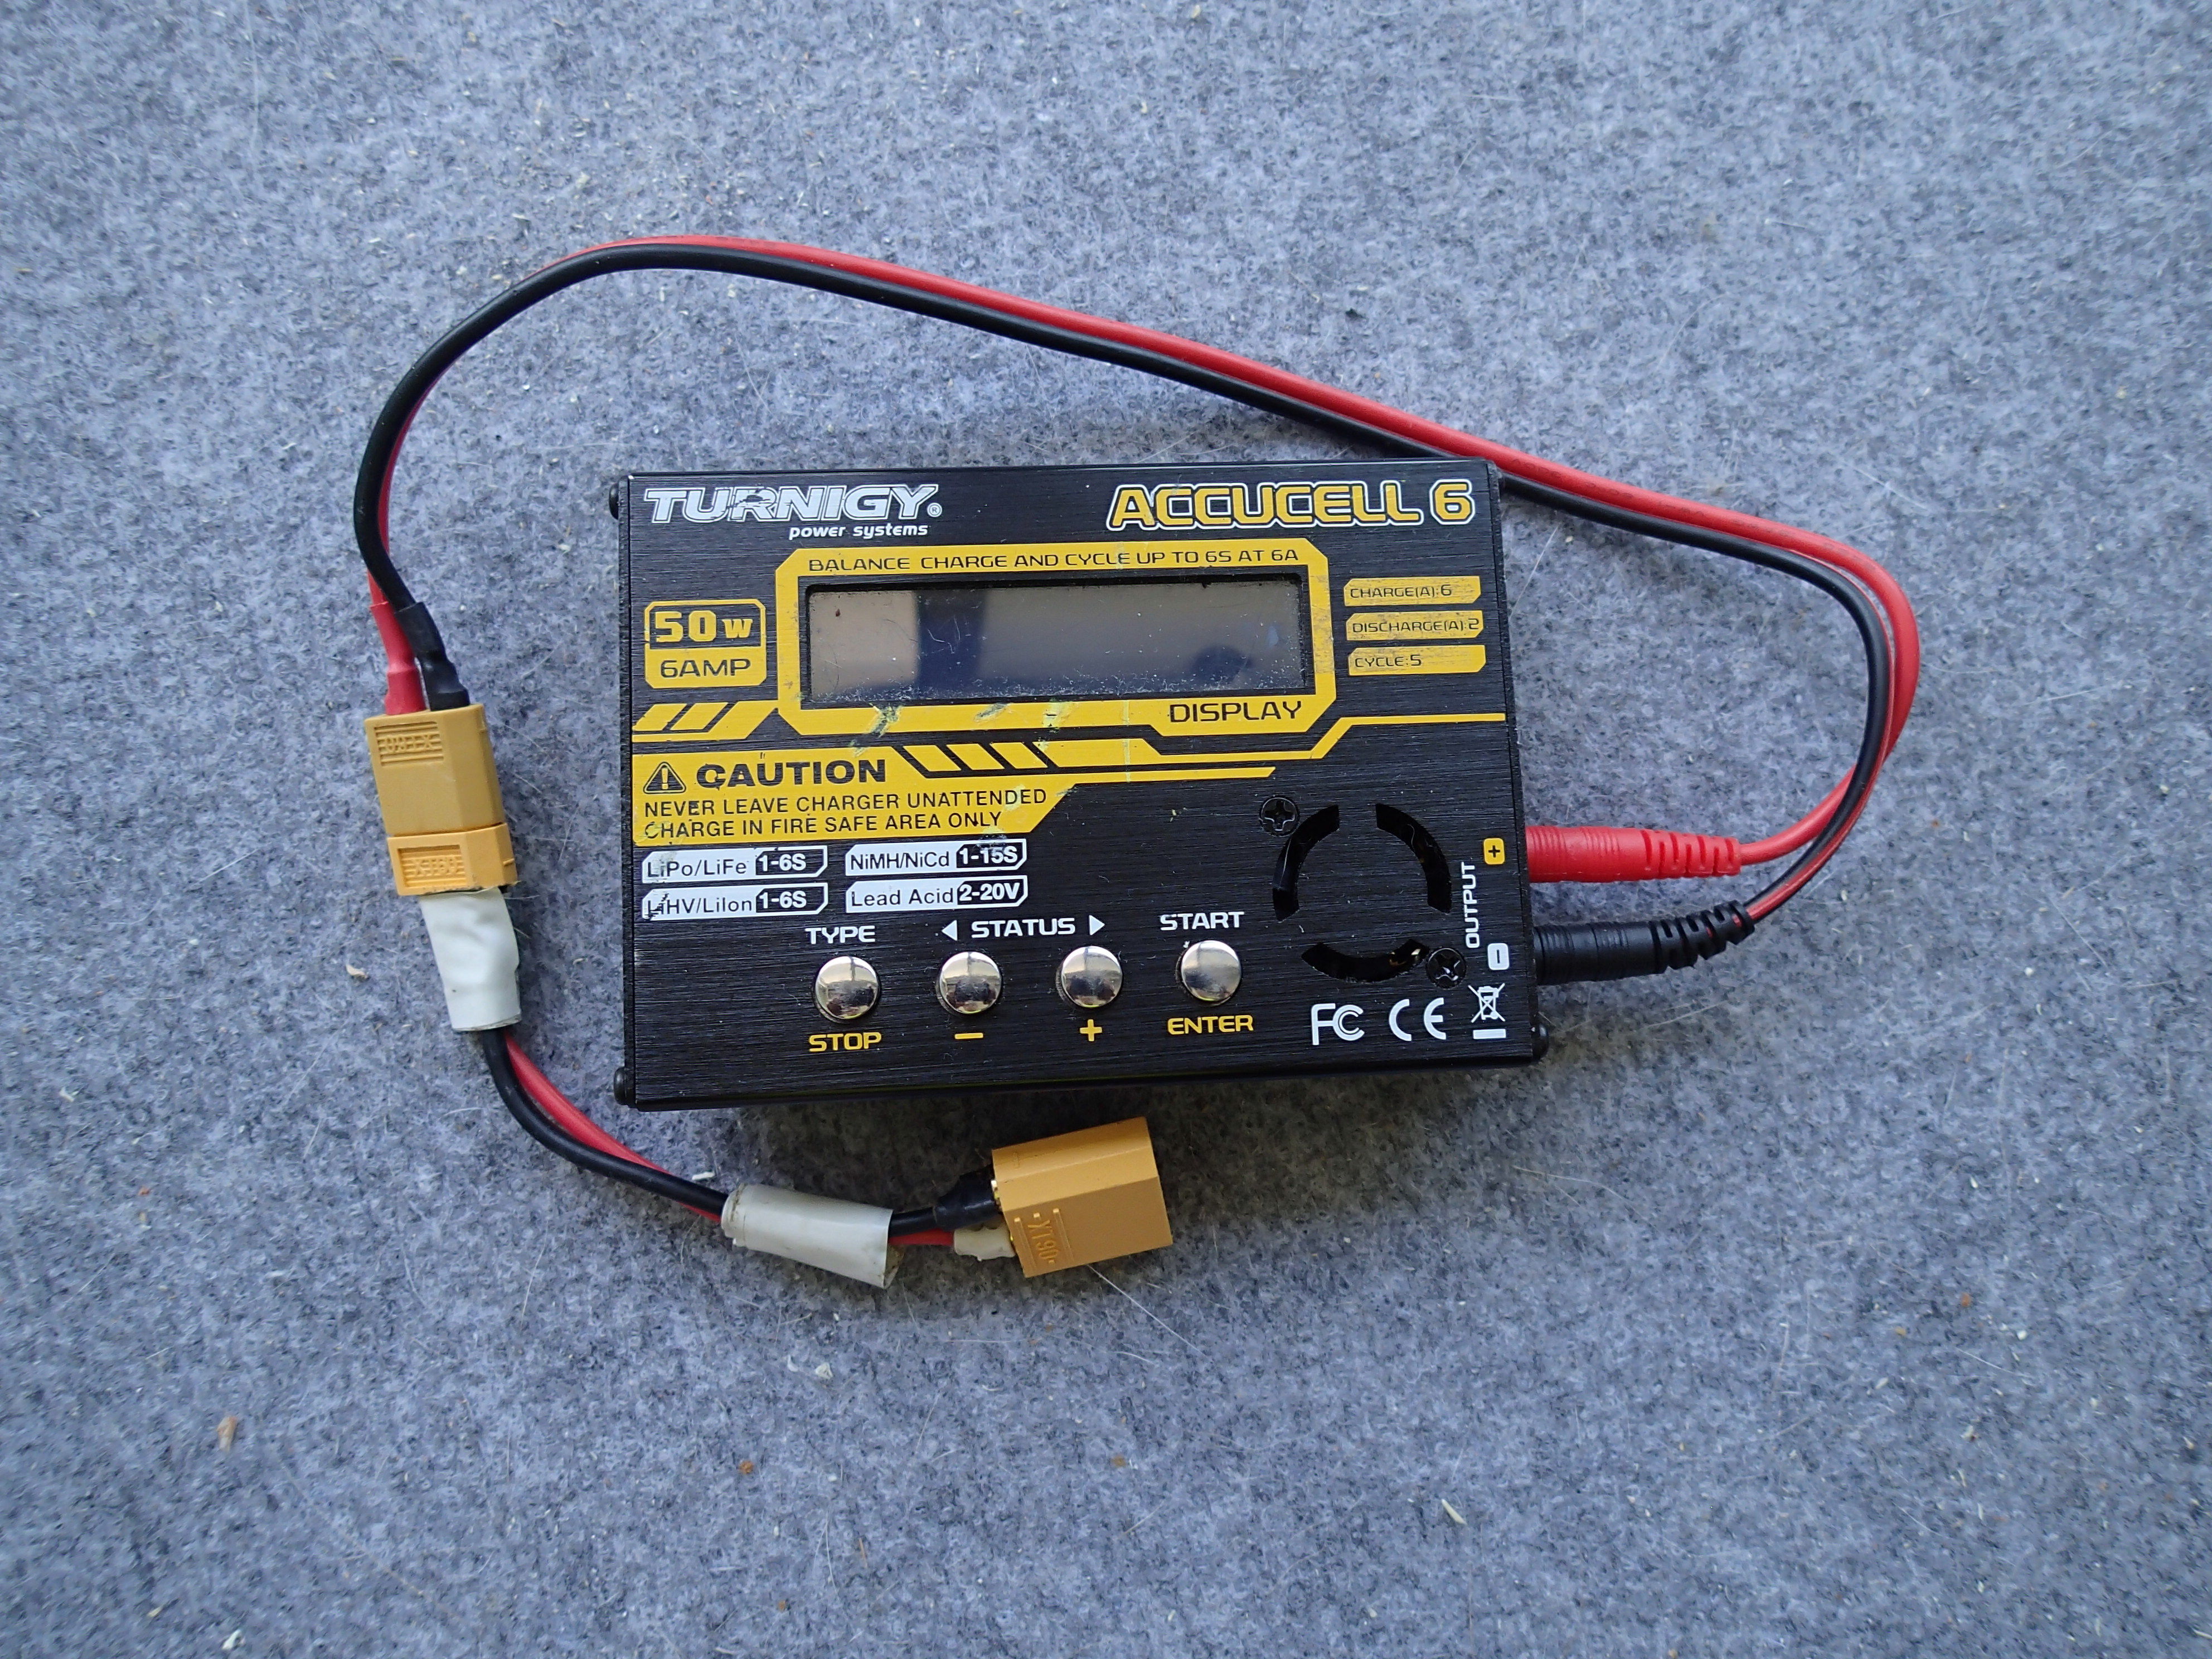 TURNIGY®
power systems
ACCUCELL 6
BALANCE CHARGE AND CYCLE UP TO 6S AT 6A
50W
6AMP
CHARGE(A):6
DISCHARGE(A):2
CYCLE:5
DISPLAY
CAUTION
NEVER LEAVE CHARGER UNATTENDED
CHARGE IN FIRE SAFE AREA ONLY
LiPo/LiFe 1-6S
NiMH/NiCd 1-15S
LiHV/LiIon 1-6S
Lead Acid 2-20V
TYPE
STATUS
START
STOP
−
+
ENTER
+
OUTPUT
−
FC CE
XT60
XT90